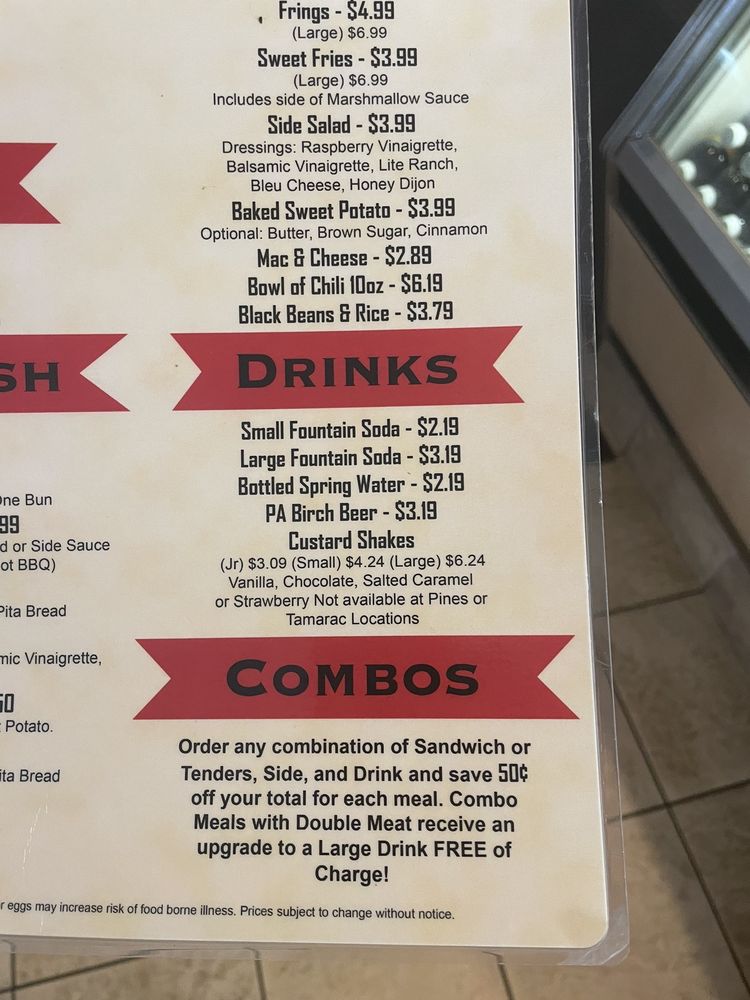 Frings - $4.99
(Large) $6.99
Sweet Fries - $3.99
(Large) $6.99
Includes side of Marshmallow Sauce
Side Salad - $3.99
Dressings: Raspberry Vinaigrette,
Balsamic Vinaigrette, Lite Ranch,
Bleu Cheese, Honey Dijon
Baked Sweet Potato - $3.99
Optional: Butter, Brown Sugar, Cinnamon
Mac & Cheese - $2.89
Bowl of Chili 10oz - $6.19
Black Beans & Rice - $3.79
DRINKS
Small Fountain Soda - $2.19
Large Fountain Soda - $3.19
Bottled Spring Water - $2.19
PA Birch Beer - $3.19
Custard Shakes
(Jr) $3.09 (Small) $4.24 (Large) $6.24
Vanilla, Chocolate, Salted Caramel
or Strawberry Not available at Pines or
Tamarac Locations
COMBOS
Order any combination of Sandwich or
Tenders, Side, and Drink and save 50¢
off your total for each meal. Combo
Meals with Double Meat receive an
upgrade to a Large Drink FREE of
Charge!
SH
One Bun
99
d or Side Sauce
ot BBQ)
Pita Bread
mic Vinaigrette,
50
t Potato.
ita Bread
r eggs may increase risk of food borne illness. Prices subject to change without notice.